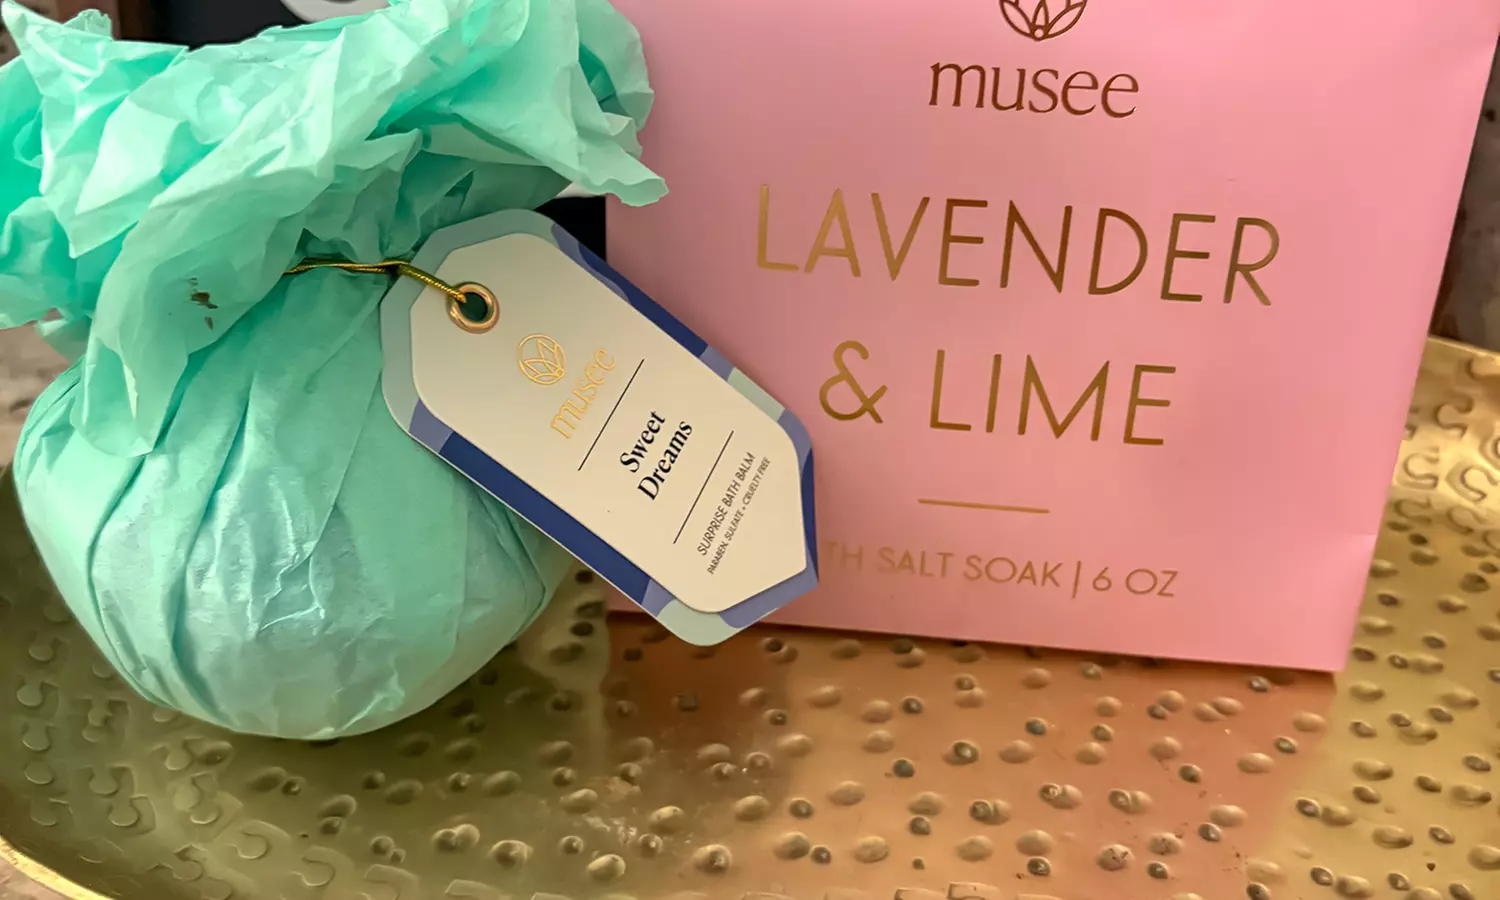 musee
LAVENDER
& LIME
TH SALT SOAK | 6 OZ
musee
Sweet
Dreams
SURPRISE BATH BALM
PARABEN, SULFATE + CRUELTY FREE